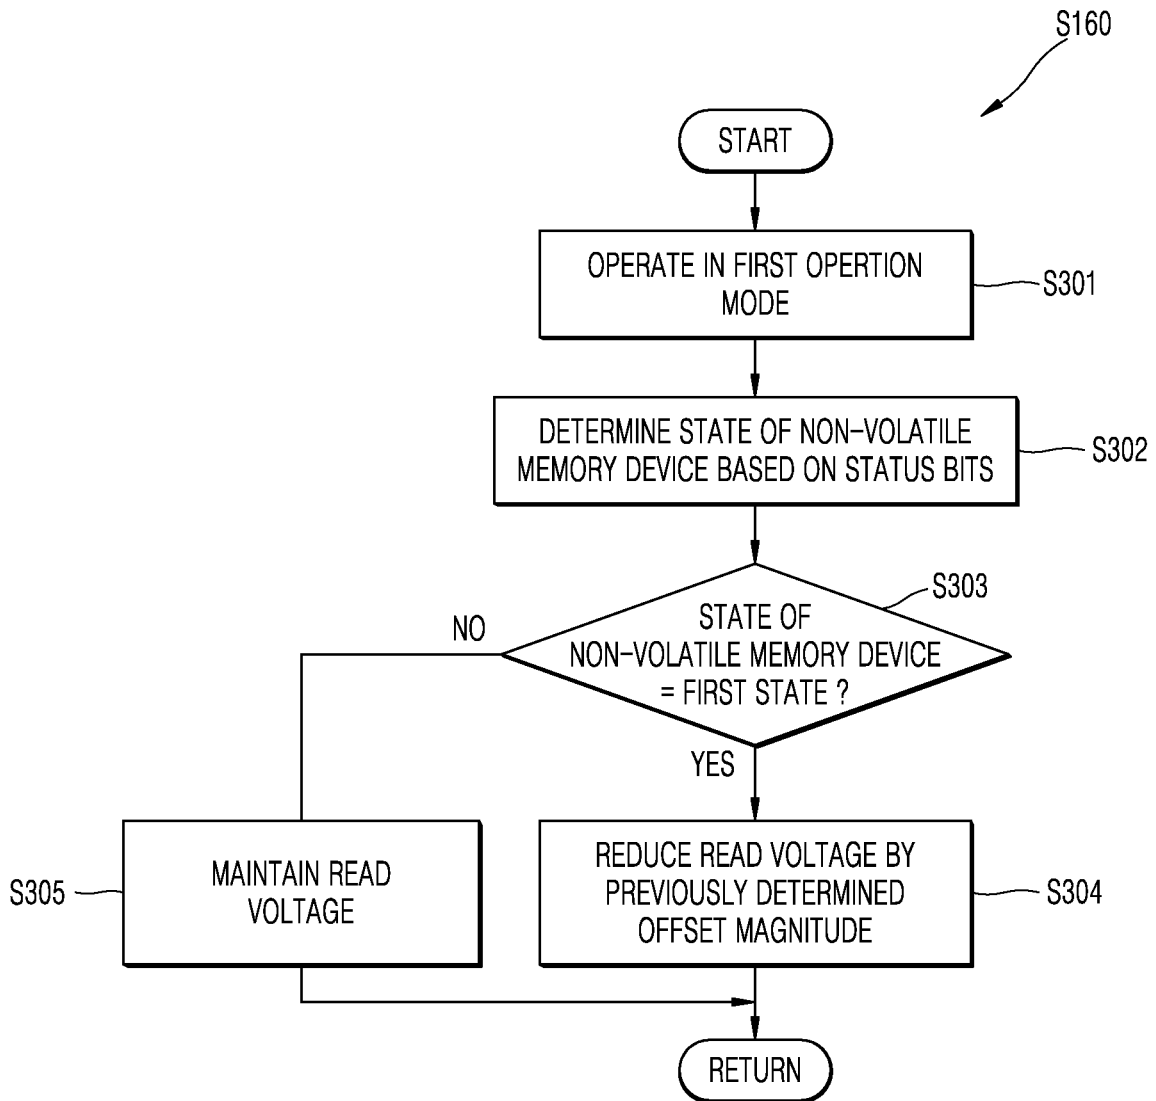 S160
START
OPERATE IN FIRST OPERTION
MODE
S301
DETERMINE STATE OF NON-VOLATILE
MEMORY DEVICE BASED ON STATUS BITS
S302
S303
STATE OF
NON-VOLATILE MEMORY DEVICE
= FIRST STATE ?
NO
YES
MAINTAIN READ
VOLTAGE
S305
REDUCE READ VOLTAGE BY
PREVIOUSLY DETERMINED
OFFSET MAGNITUDE
S304
RETURN